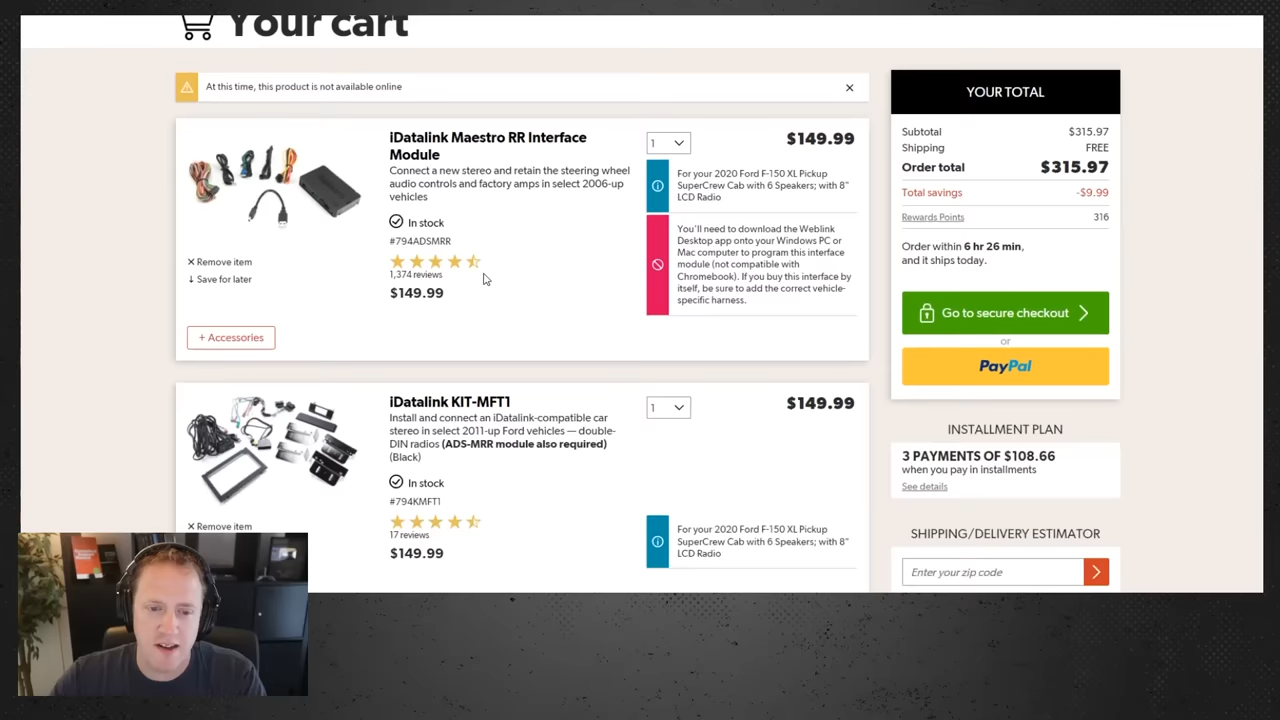 Your cart
At this time, this product is not available online
iDatalink Maestro RR Interface
Module
Connect a new stereo and retain the steering wheel
audio controls and factory amps in select 2006-up
vehicles
In stock
#794ADSMRR
1,374 reviews
$149.99
Remove item
Save for later
+ Accessories
1
$149.99
For your 2020 Ford F-150 XL Pickup
SuperCrew Cab with 6 Speakers; with 8"
LCD Radio
You'll need to download the Weblink
Desktop app onto your Windows PC or
Mac computer to program this interface
module (not compatible with
Chromebook). If you buy this interface by
itself, be sure to add the correct vehicle-
specific harness.
iDatalink KIT-MFT1
Install and connect an iDatalink-compatible car
stereo in select 2011-up Ford vehicles — double-
DIN radios (ADS-MRR module also required)
(Black)
In stock
#794KMFT1
17 reviews
$149.99
Remove item
1
$149.99
For your 2020 Ford F-150 XL Pickup
SuperCrew Cab with 6 Speakers; with 8"
LCD Radio
YOUR TOTAL
Subtotal $315.97
Shipping FREE
Order total $315.97
Total savings -$9.99
Rewards Points 316
Order within 6 hr 26 min,
and it ships today.
Go to secure checkout
or
PayPal
INSTALLMENT PLAN
3 PAYMENTS OF $108.66
when you pay in installments
See details
SHIPPING/DELIVERY ESTIMATOR
Enter your zip code